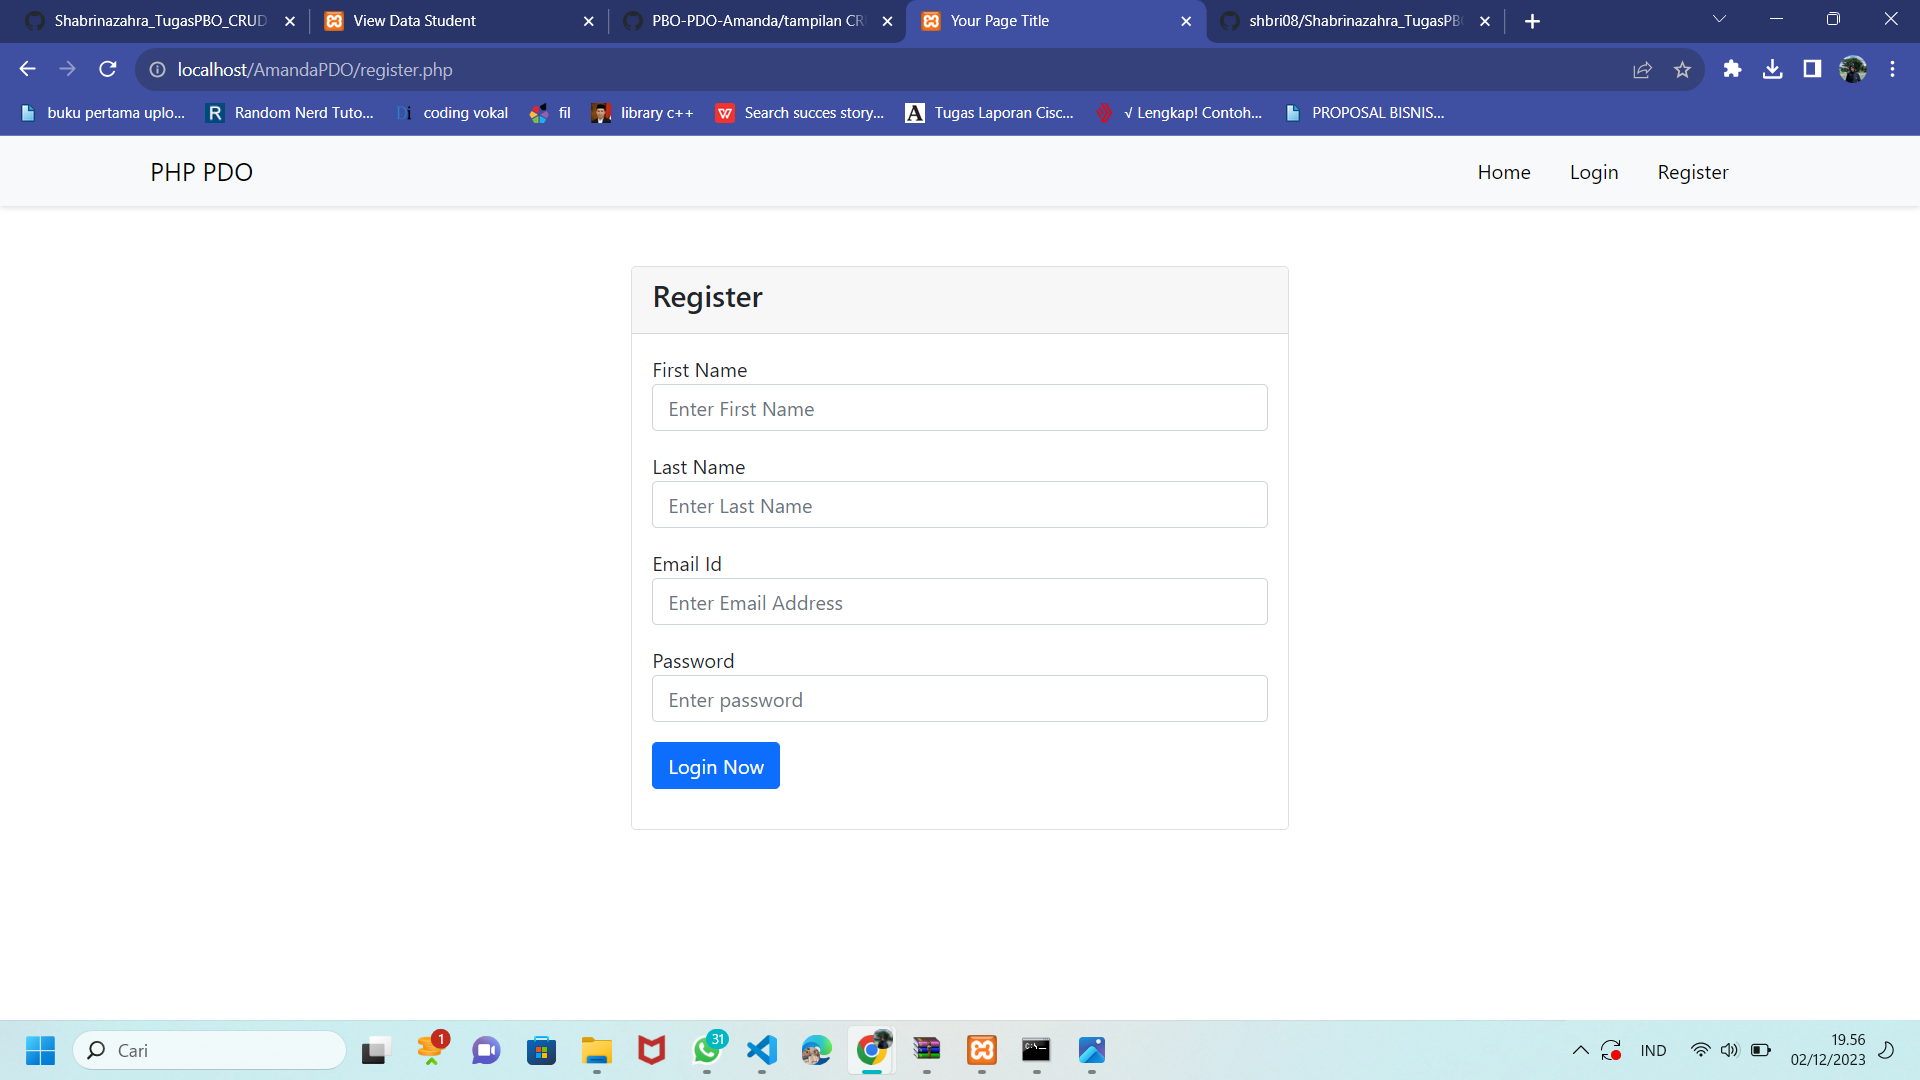 Shabrinazahra_TugasPBO_CRUD
View Data Student
PBO-PDO-Amanda/tampilan CR
Your Page Title
shbri08/Shabrinazahra_TugasPB
localhost/AmandaPDO/register.php
buku pertama uplo...
Random Nerd Tuto...
coding vokal
fil
library c++
Search succes story...
Tugas Laporan Cisc...
√ Lengkap! Contoh...
PROPOSAL BISNIS...
PHP PDO
Home
Login
Register
Register
First Name
Enter First Name
Last Name
Enter Last Name
Email Id
Enter Email Address
Password
Enter password
Login Now
Cari
1
31
IND
19.56
02/12/2023